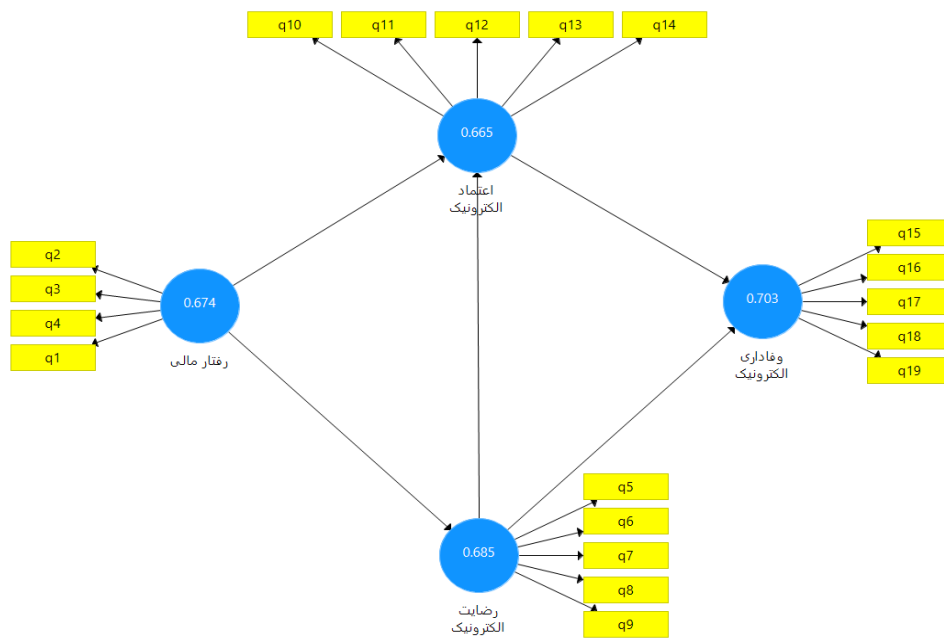 q10
q11
q12
q13
q14
0.665
اعتماد
الکترونیک
q2
q3
q4
q1
0.674
رفتار مالی
0.703
وفاداری
الکترونیک
q15
q16
q17
q18
q19
0.685
رضایت
الکترونیک
q5
q6
q7
q8
q9